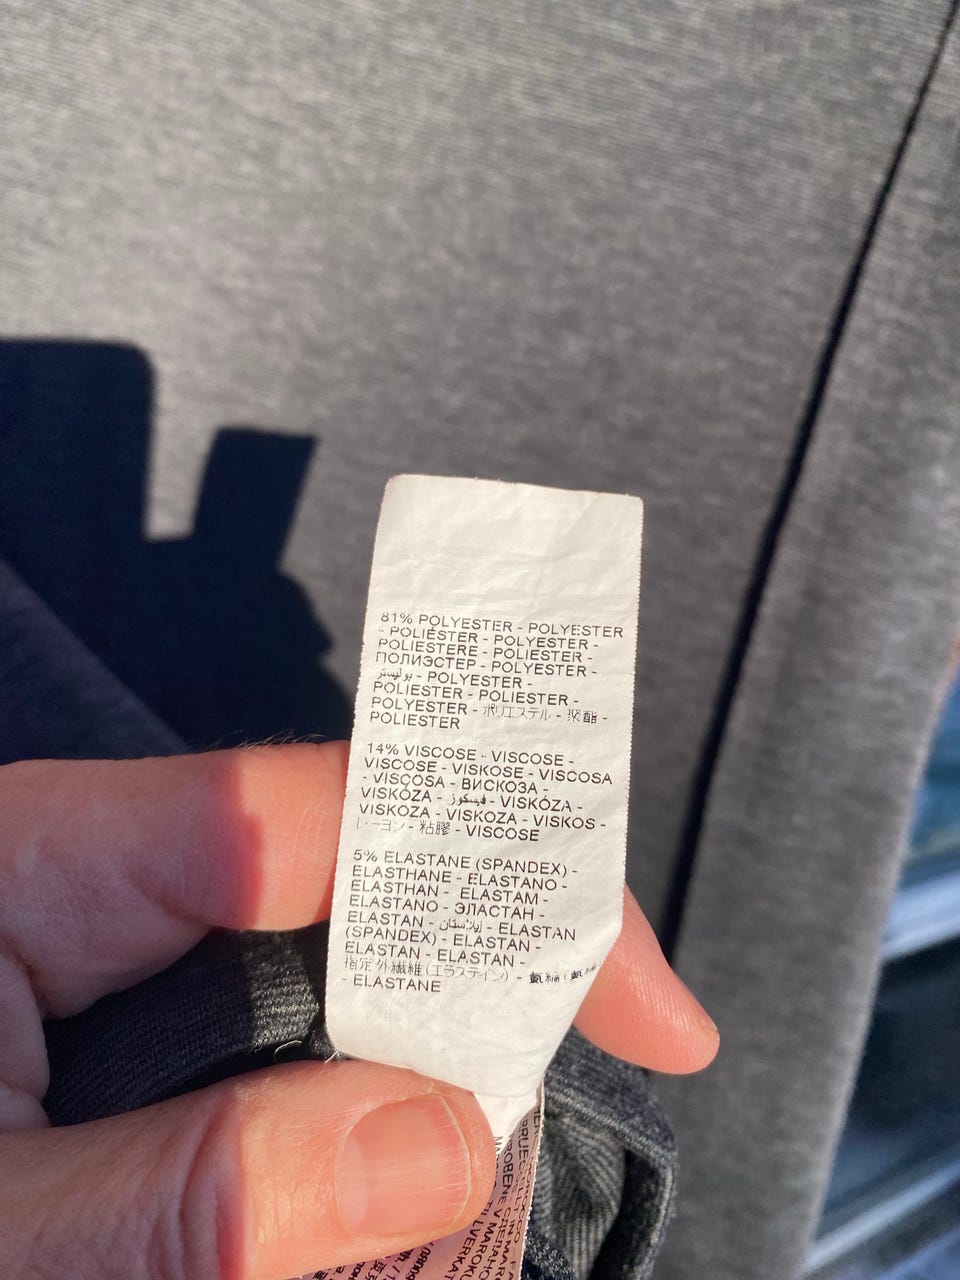 81% POLYESTER - POLYESTER
- POLIÉSTER - POLYESTER -
POLIESTERE - POLIESTER -
ПОЛИЭСТЕР - POLYESTER -
بوليستر - POLYESTER -
POLIESTER - POLIESTER -
POLYESTER - ポリエステル - 聚酯 -
POLIESTER
14% VISCOSE - VISCOSE -
VISCOSE - VISKOSE - VISCOSA
- VISCOSA - ВИСКОЗА -
VISKÓZA - فيسكوز - VISKÓZA -
VISKOZA - VISKOZA - VISKOS -
レーヨン - 粘膠 - VISCOSE
5% ELASTANE (SPANDEX) -
ELASTHANE - ELASTANO -
ELASTHAN - ELASTAM -
ELASTANO - ЭЛАСТАН -
ELASTAN - إيلاستان - ELASTAN
(SPANDEX) - ELASTAN -
ELASTAN - ELASTAN -
指定外繊維(エラステイン) -
- ELASTANE